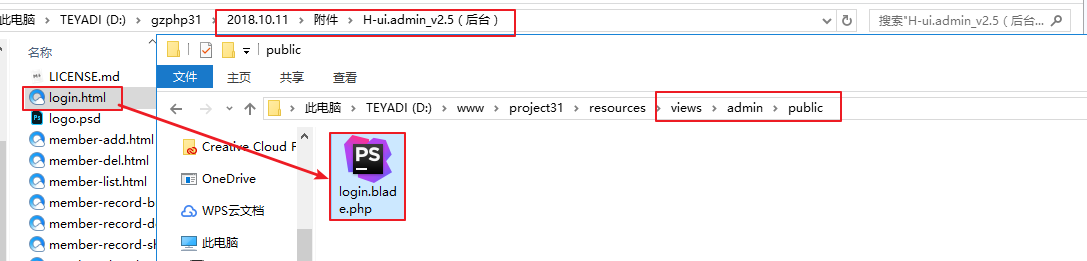 此电脑 > TEYADI (D:) > gzphp31 > 2018.10.11 > 附件 > H-ui.admin_v2.5（后台）
搜索"H-ui.admin_v2.5（后台...
名称
LICENSE.md
login.html
logo.psd
member-add.html
member-del.html
member-list.html
member-record-b
member-record-d
member-record-sh
public
文件 主页 共享 查看
此电脑 > TEYADI (D:) > www > project31 > resources > views > admin > public
Creative Cloud F
OneDrive
WPS云文档
此电脑
PS
login.blad
e.php